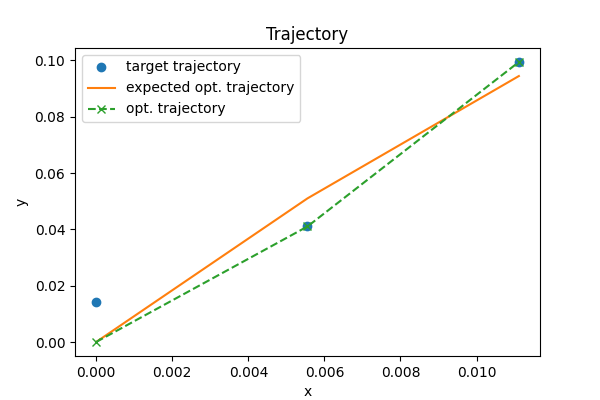 Trajectory
target trajectory
expected opt. trajectory
opt. trajectory
0.10
0.08
0.06
0.04
0.02
0.00
y
0.000 0.002 0.004 0.006 0.008 0.010
x